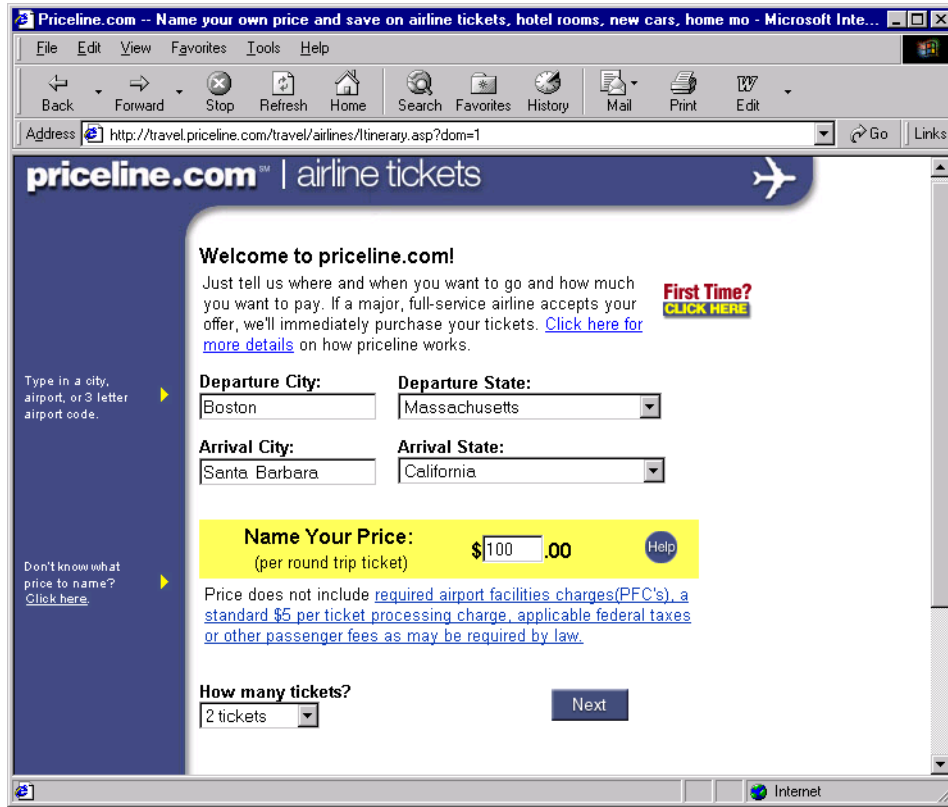 Priceline.com -- Name your own price and save on airline tickets, hotel rooms, new cars, home mo - Microsoft Inte...
File Edit View Favorites Tools Help
Back Forward Stop Refresh Home Search Favorites History Mail Print Edit
Address http://travel.priceline.com/travel/airlines/Itinerary.asp?dom=1 Go Links
priceline.com℠ | airline tickets
Welcome to priceline.com!
Just tell us where and when you want to go and how much
you want to pay. If a major, full-service airline accepts your
offer, we'll immediately purchase your tickets. Click here for
more details on how priceline works.
First Time?
CLICK HERE
Type in a city,
airport, or 3 letter
airport code.
Departure City: Departure State:
Boston Massachusetts
Arrival City: Arrival State:
Santa Barbara California
Name Your Price:
(per round trip ticket)
$100.00
Help
Don't know what
price to name?
Click here.
Price does not include required airport facilities charges(PFC's), a
standard $5 per ticket processing charge, applicable federal taxes
or other passenger fees as may be required by law.
How many tickets?
2 tickets
Next
Internet